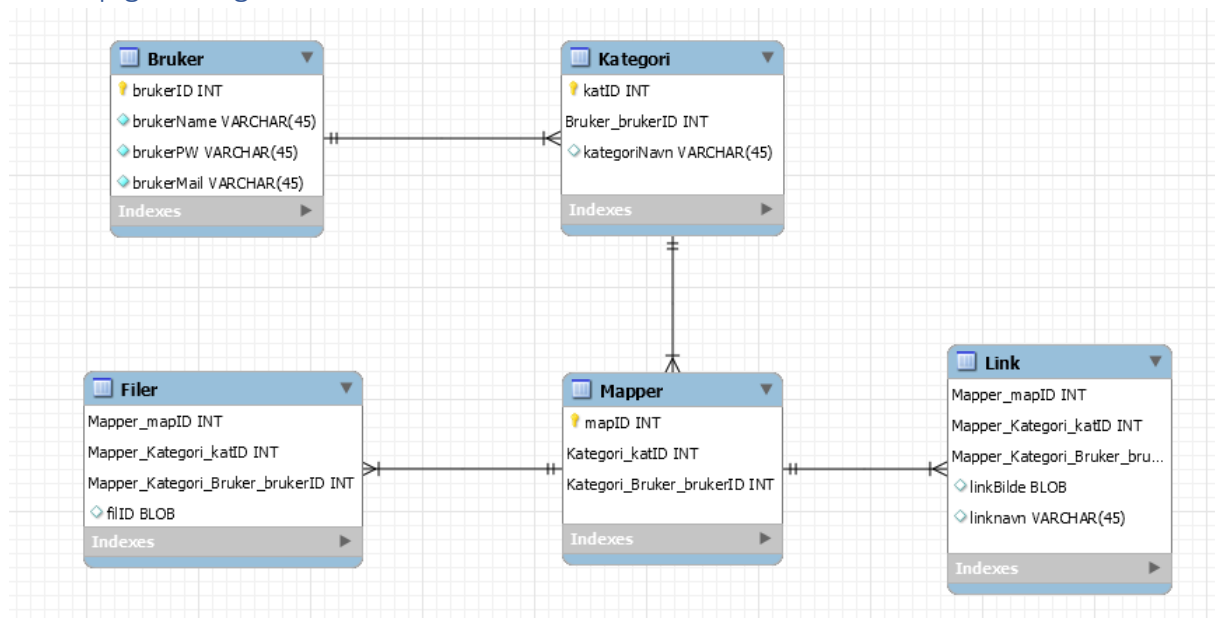 Bruker
brukerID INT
brukerName VARCHAR(45)
brukerPW VARCHAR(45)
brukerMail VARCHAR(45)
Indexes
Kategori
katID INT
Bruker_brukerID INT
kategoriNavn VARCHAR(45)
Indexes
Filer
Mapper_mapID INT
Mapper_Kategori_katID INT
Mapper_Kategori_Bruker_brukerID INT
filID BLOB
Indexes
Mapper
mapID INT
Kategori_katID INT
Kategori_Bruker_brukerID INT
Indexes
Link
Mapper_mapID INT
Mapper_Kategori_katID INT
Mapper_Kategori_Bruker_bru...
linkBilde BLOB
linknavn VARCHAR(45)
Indexes